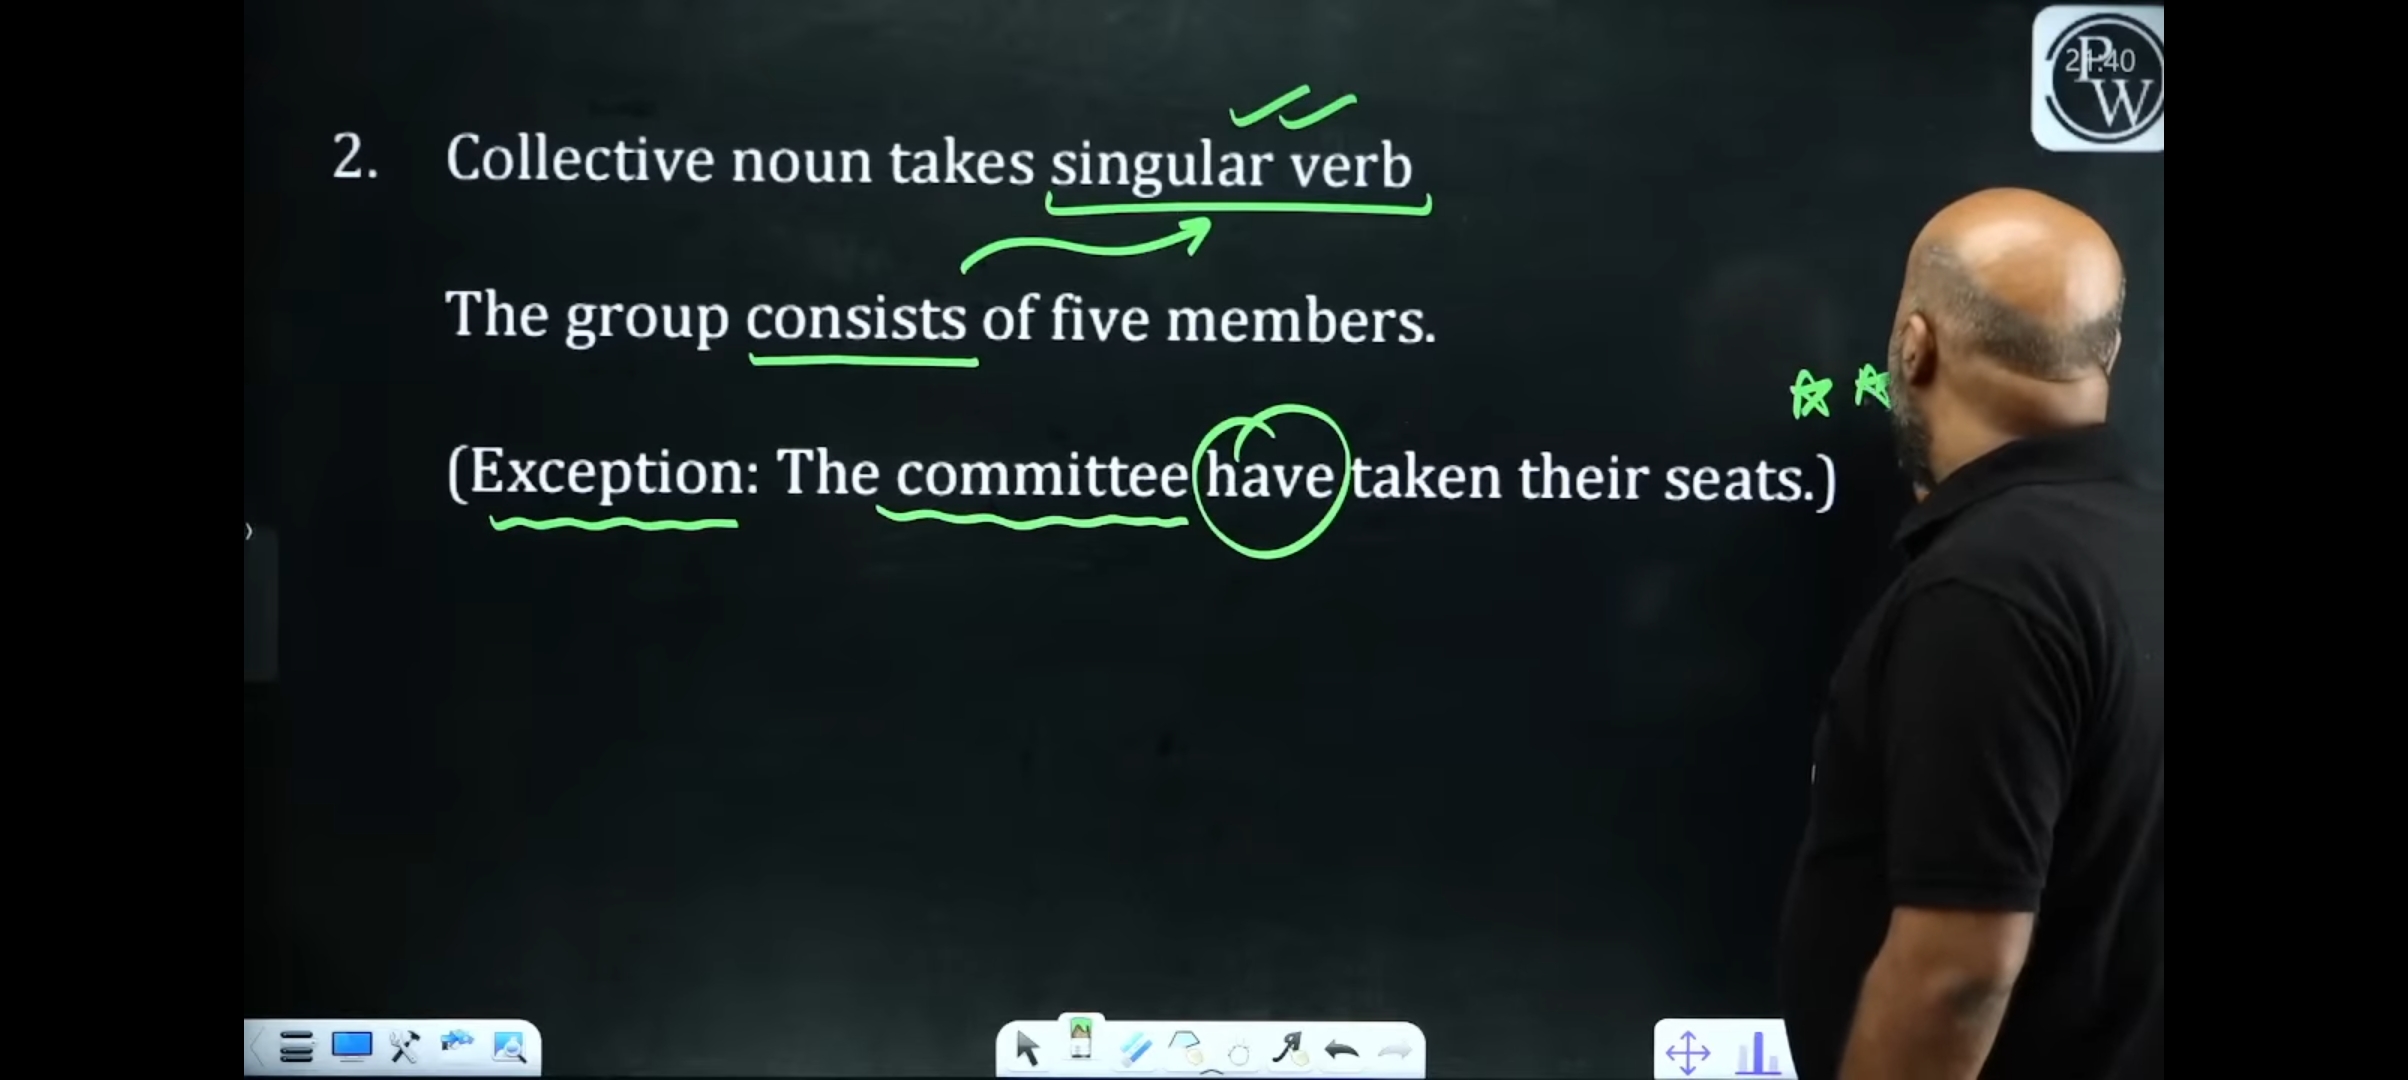 PW
21:40
2. Collective noun takes singular verb
The group consists of five members.
(Exception: The committee have taken their seats.)